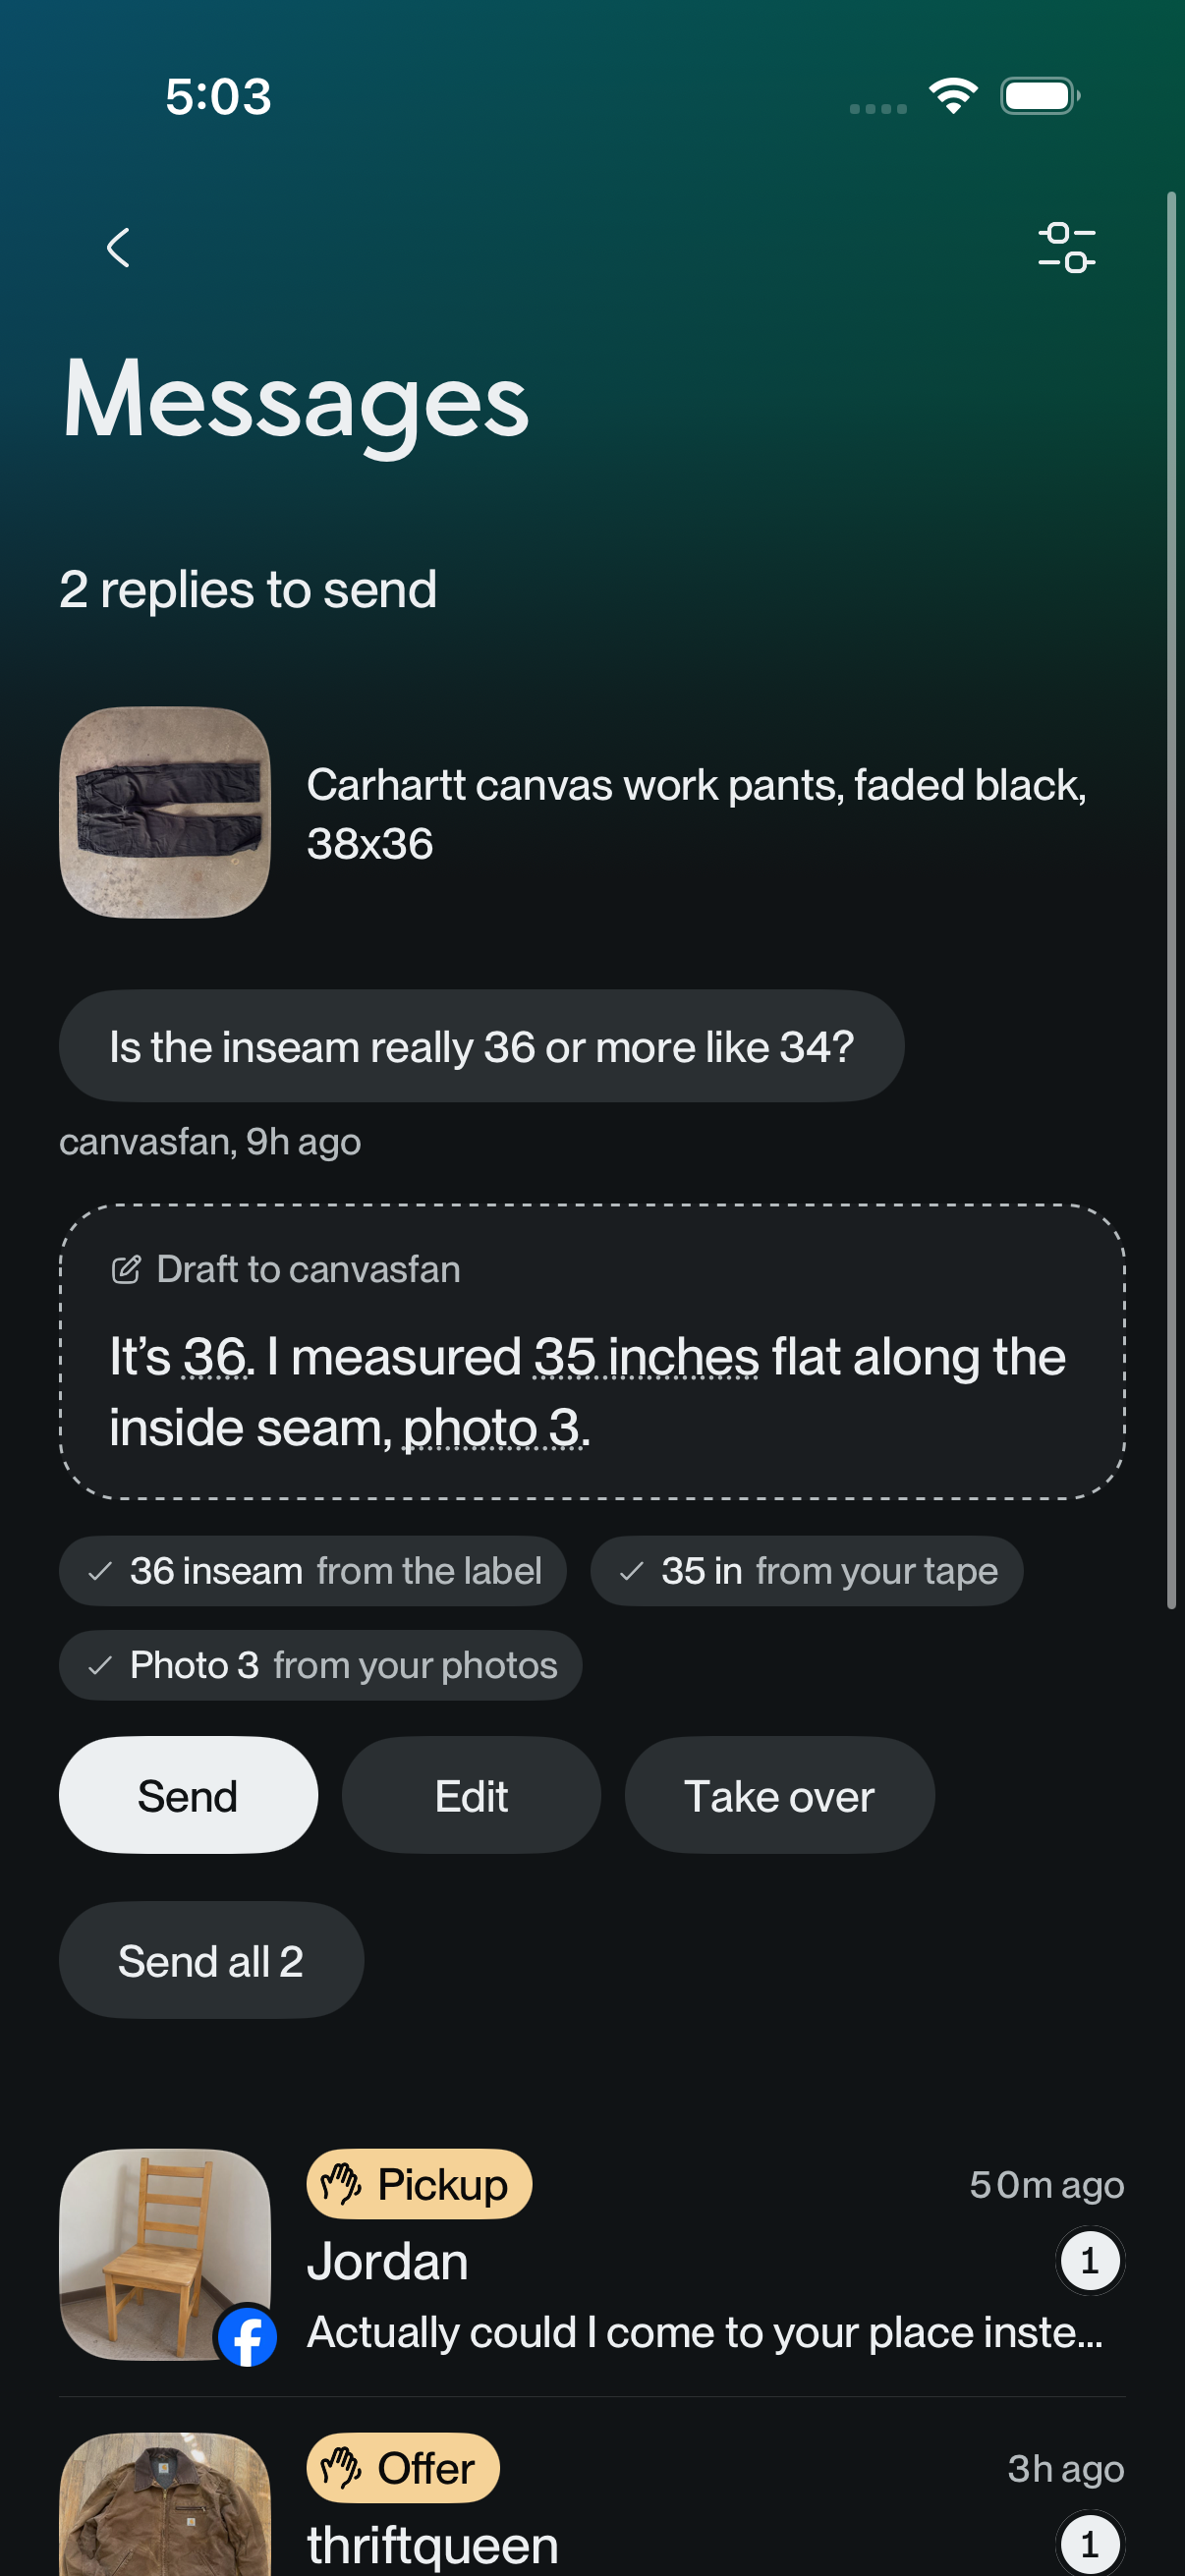 5:03
Messages
2 replies to send
Carhartt canvas work pants, faded black,
38x36
Is the inseam really 36 or more like 34?
canvasfan, 9h ago
Draft to canvasfan
It’s 36. I measured 35 inches flat along the
inside seam, photo 3.
36 inseam from the label
35 in from your tape
Photo 3 from your photos
Send
Edit
Take over
Send all 2
Pickup
50m ago
Jordan
1
Actually could I come to your place inste...
Offer
3h ago
thriftqueen
1